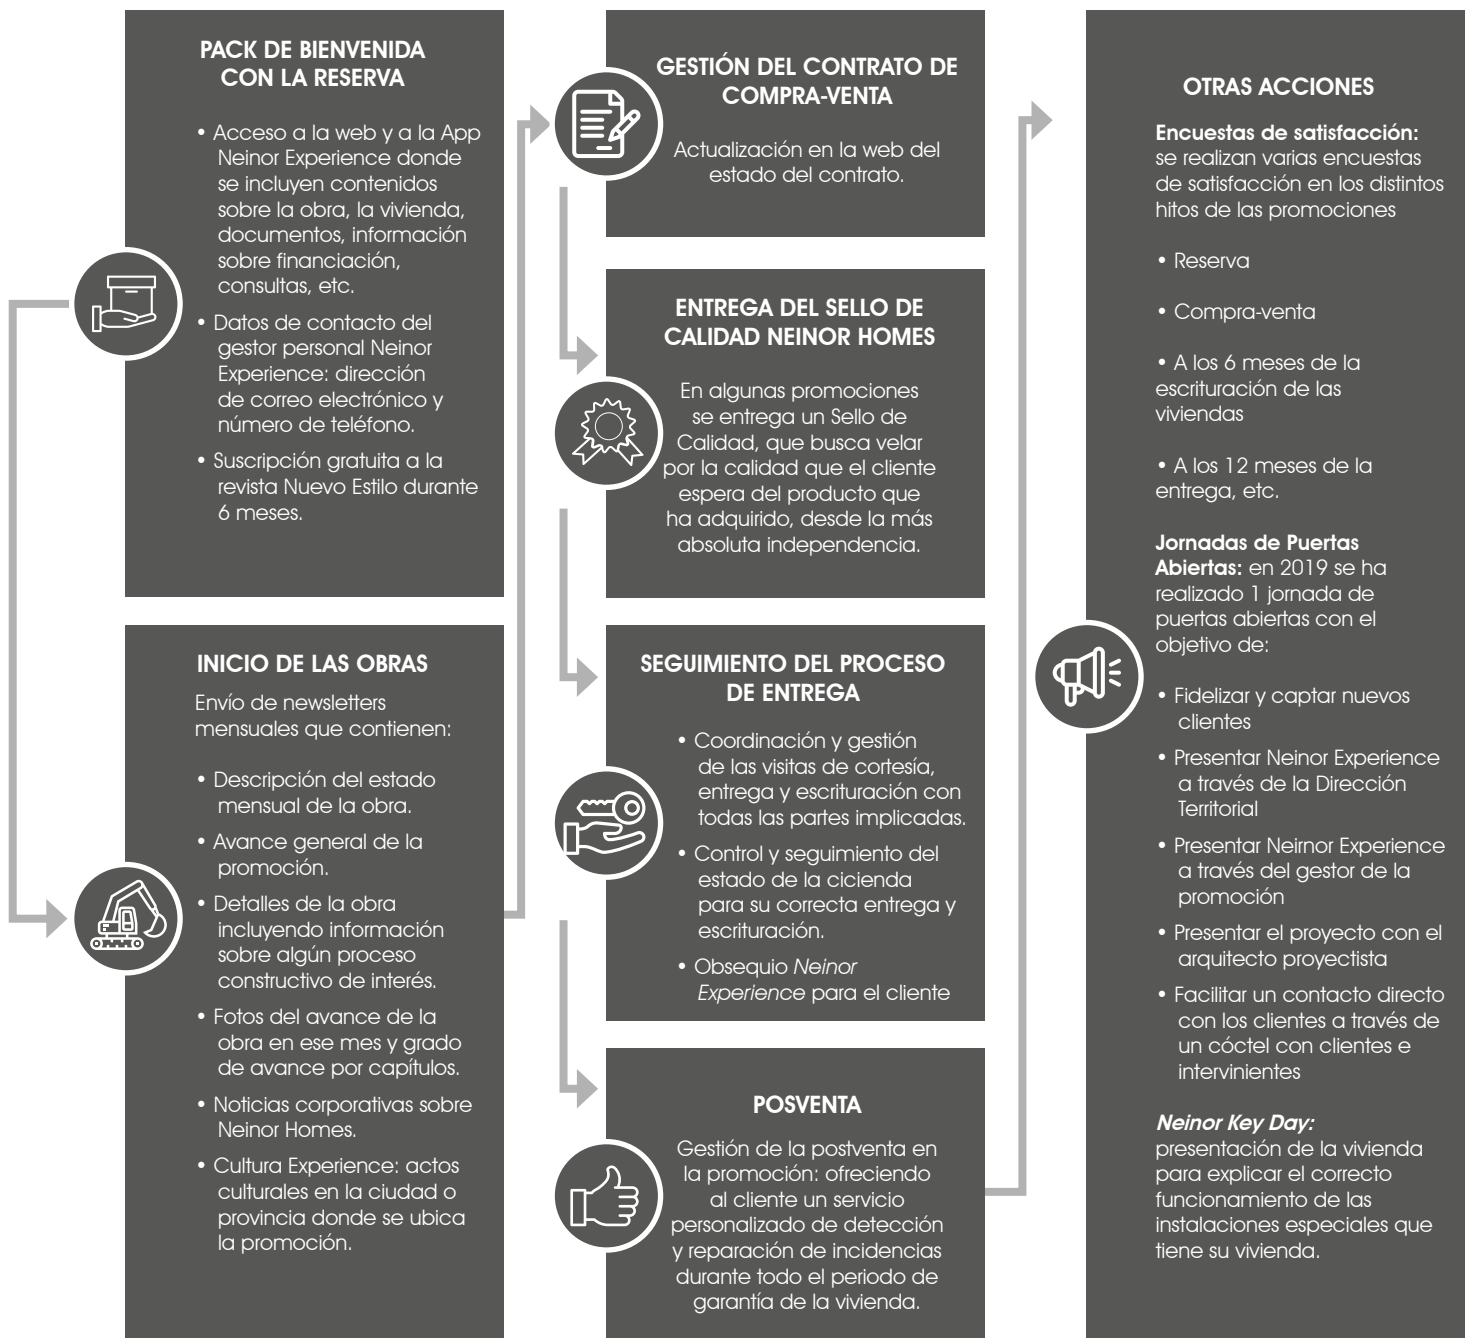 PACK DE BIENVENIDA
CON LA RESERVA
• Acceso a la web y a la App
Neinor Experience donde
se incluyen contenidos
sobre la obra, la vivienda,
documentos, información
sobre financiación,
consultas, etc.
• Datos de contacto del
gestor personal Neinor
Experience: dirección
de correo electrónico y
número de teléfono.
• Suscripción gratuita a la
revista Nuevo Estilo durante
6 meses.
INICIO DE LAS OBRAS
Envío de newsletters
mensuales que contienen:
• Descripción del estado
mensual de la obra.
• Avance general de la
promoción.
• Detalles de la obra
incluyendo información
sobre algún proceso
constructivo de interés.
• Fotos del avance de la
obra en ese mes y grado
de avance por capítulos.
• Noticias corporativas sobre
Neinor Homes.
• Cultura Experience: actos
culturales en la ciudad o
provincia donde se ubica
la promoción.
GESTIÓN DEL CONTRATO DE
COMPRA-VENTA
Actualización en la web del
estado del contrato.
ENTREGA DEL SELLO DE
CALIDAD NEINOR HOMES
En algunas promociones
se entrega un Sello de
Calidad, que busca velar
por la calidad que el cliente
espera del producto que
ha adquirido, desde la más
absoluta independencia.
SEGUIMIENTO DEL PROCESO
DE ENTREGA
• Coordinación y gestión
de las visitas de cortesía,
entrega y escrituración con
todas las partes implicadas.
• Control y seguimiento del
estado de la cicienda
para su correcta entrega y
escrituración.
• Obsequio Neinor
Experience para el cliente
POSVENTA
Gestión de la postventa en
la promoción: ofreciendo
al cliente un servicio
personalizado de detección
y reparación de incidencias
durante todo el periodo de
garantía de la vivienda.
OTRAS ACCIONES
Encuestas de satisfacción:
se realizan varias encuestas
de satisfacción en los distintos
hitos de las promociones
• Reserva
• Compra-venta
• A los 6 meses de la
escrituración de las
viviendas
• A los 12 meses de la
entrega, etc.
Jornadas de Puertas
Abiertas: en 2019 se ha
realizado 1 jornada de
puertas abiertas con el
objetivo de:
• Fidelizar y captar nuevos
clientes
• Presentar Neinor Experience
a través de la Dirección
Territorial
• Presentar Neirnor Experience
a través del gestor de la
promoción
• Presentar el proyecto con el
arquitecto proyectista
• Facilitar un contacto directo
con los clientes a través de
un cóctel con clientes e
intervinientes
Neinor Key Day:
presentación de la vivienda
para explicar el correcto
funcionamiento de las
instalaciones especiales que
tiene su vivienda.